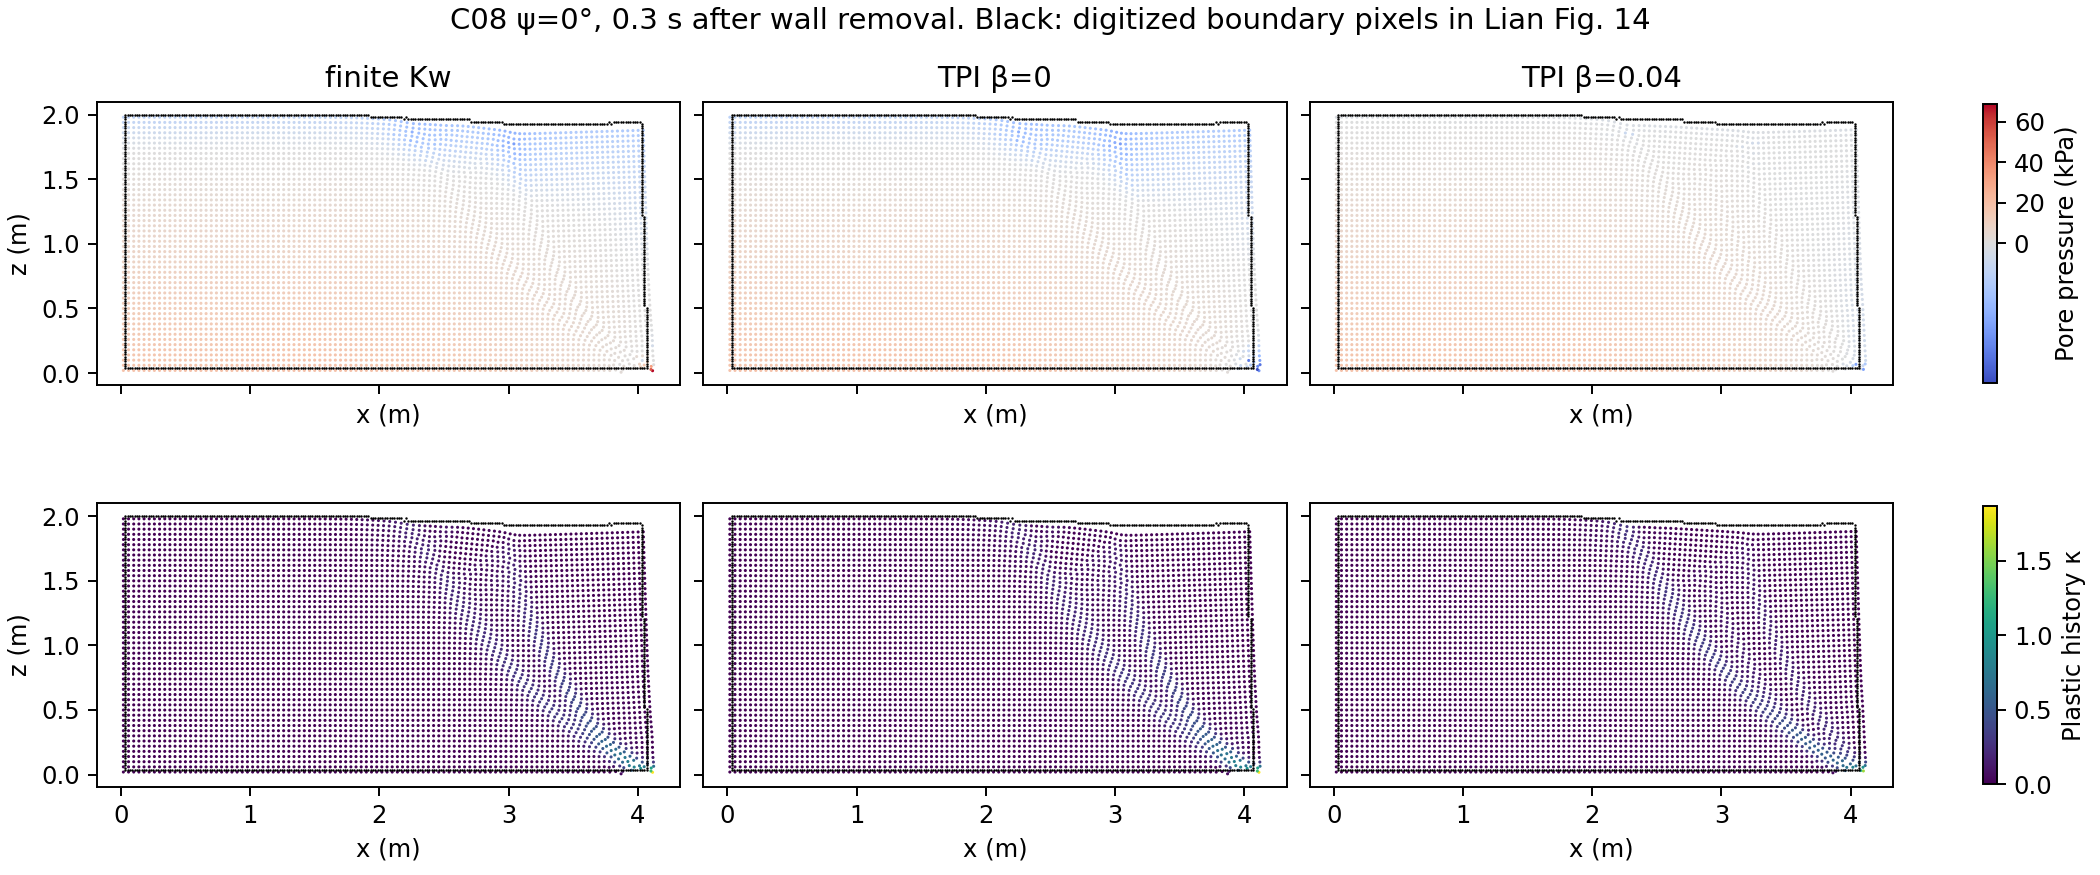 C08 ψ=0°, 0.3 s after wall removal. Black: digitized boundary pixels in Lian Fig. 14
finite Kw
TPI β=0
TPI β=0.04
2.0
1.5
1.0
0.5
0.0
z (m)
x (m)
x (m)
x (m)
60
40
20
0
Pore pressure (kPa)
2.0
1.5
1.0
0.5
0.0
z (m)
0 1 2 3 4
x (m)
0 1 2 3 4
x (m)
0 1 2 3 4
x (m)
1.5
1.0
0.5
0.0
Plastic history κ